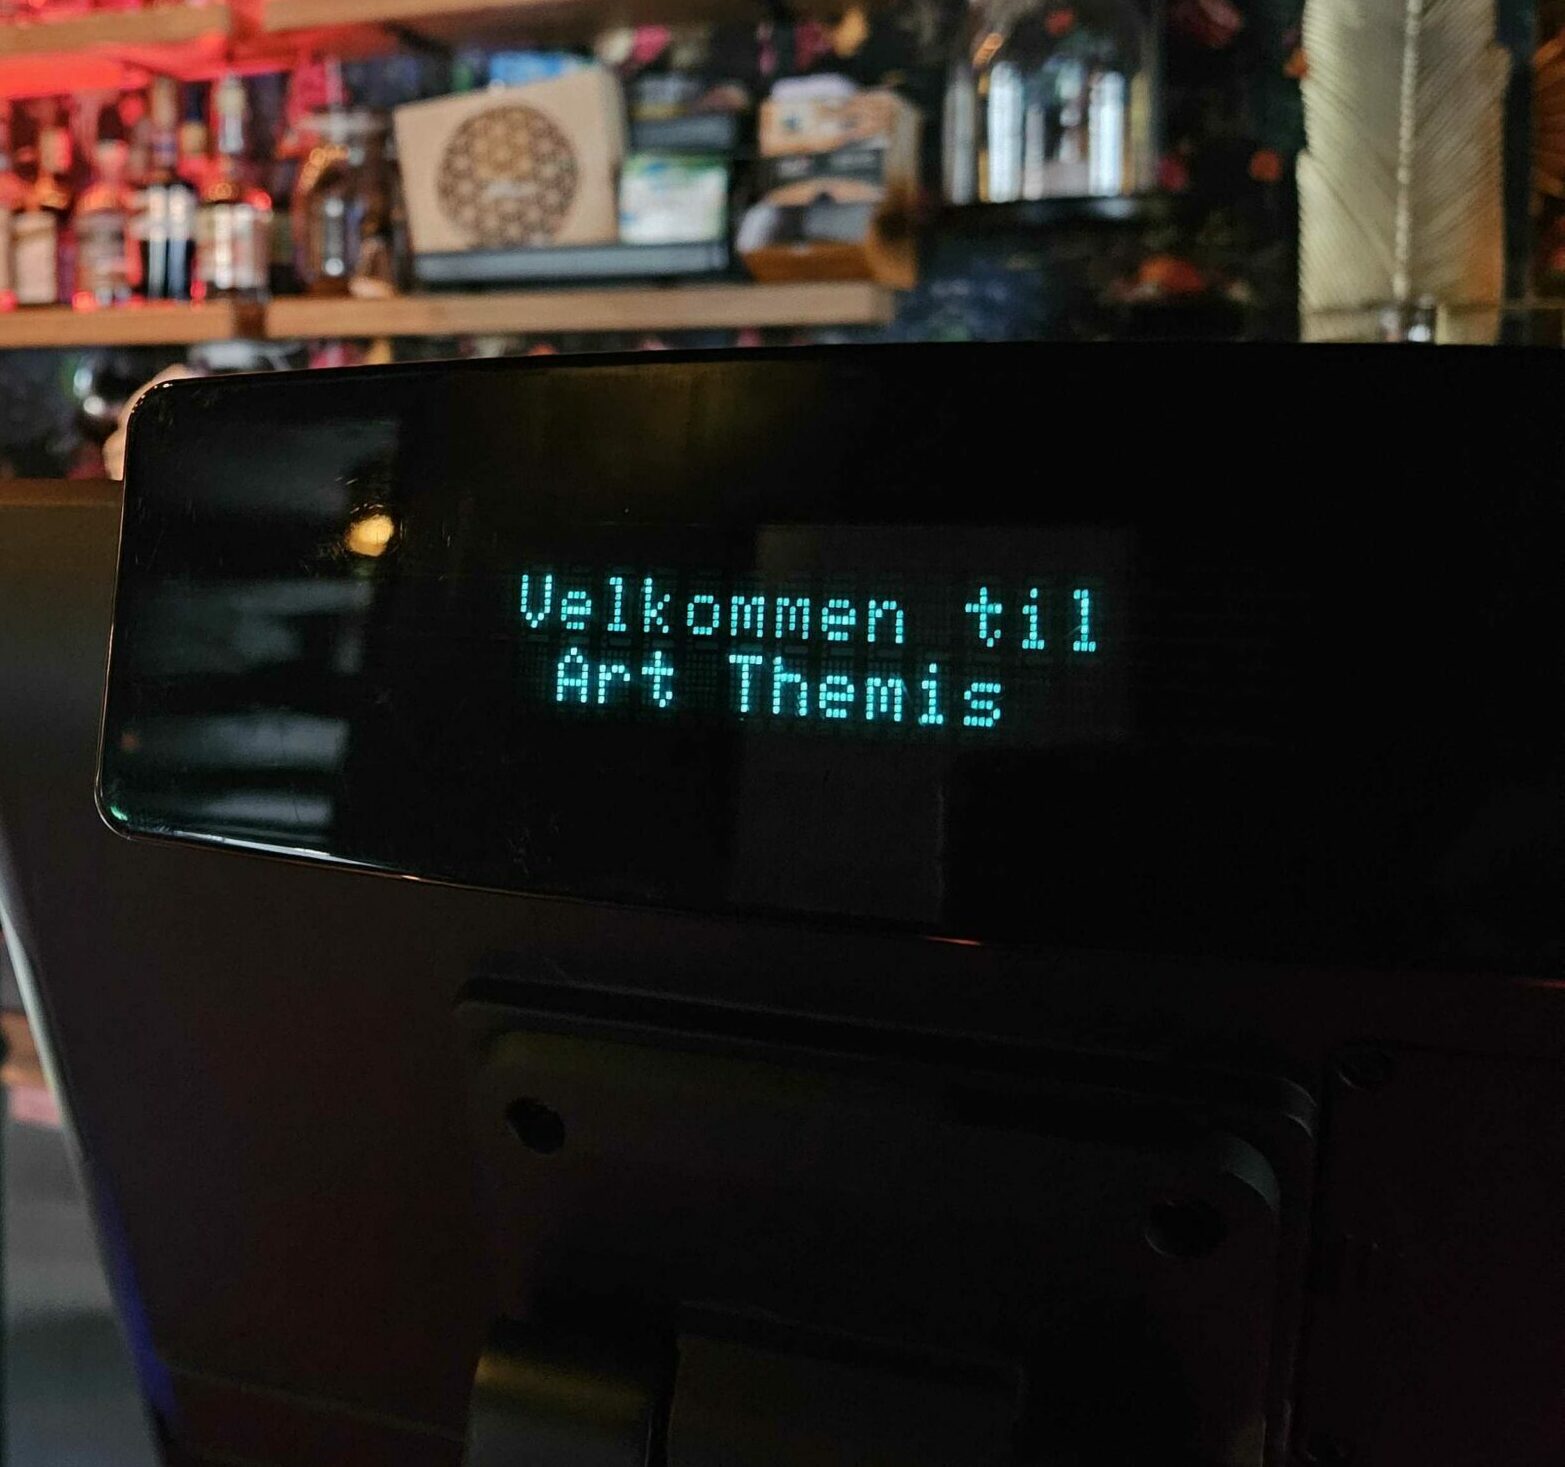 Velkommen til
Art Themis